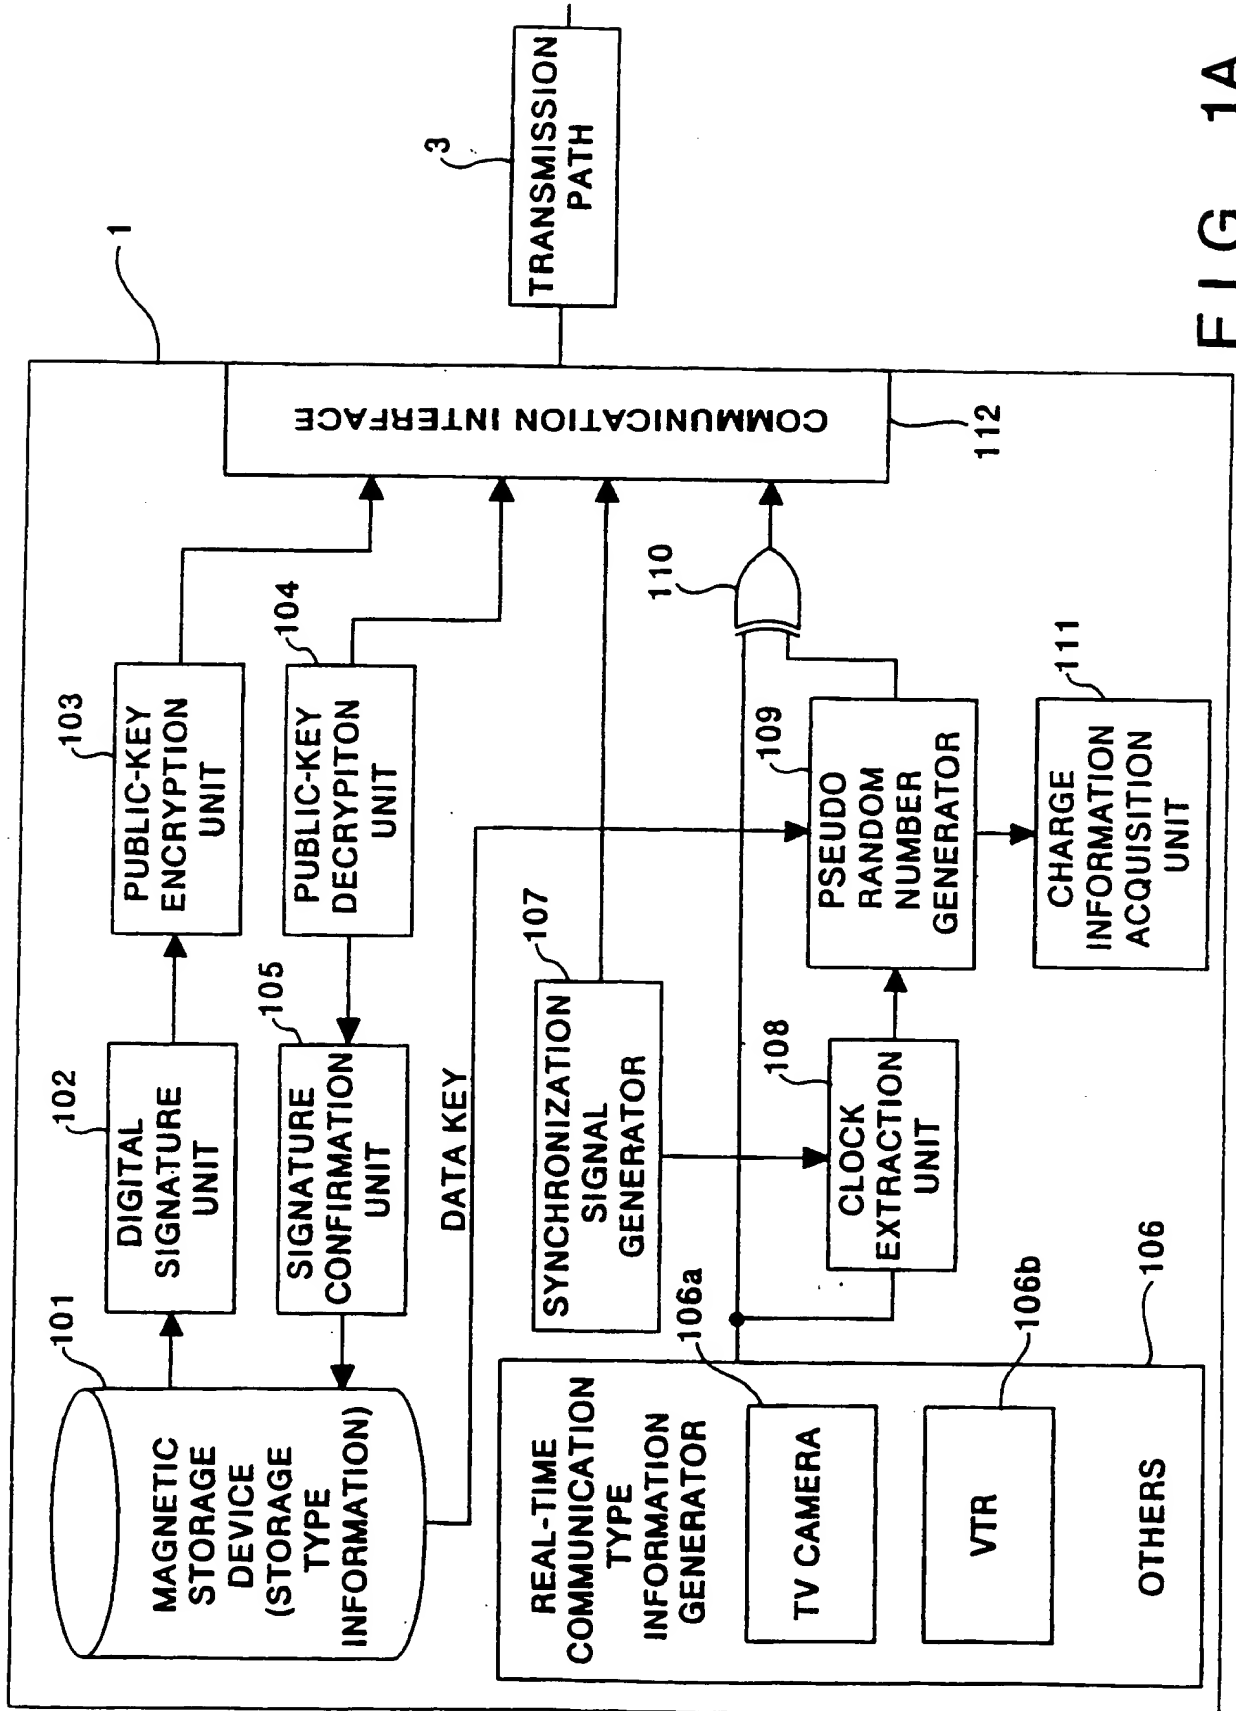 FIG 1A
1
101
MAGNETIC
STORAGE
DEVICE
(STORAGE
TYPE
INFORMATION)
102
DIGITAL
SIGNATURE
UNIT
103
PUBLIC-KEY
ENCRYPTION
UNIT
104
PUBLIC-KEY
DECRYPITON
UNIT
105
SIGNATURE
CONFIRMATION
UNIT
DATA KEY
107
SYNCHRONIZATION
SIGNAL
GENERATOR
COMMUNICATION INTERFACE
112
3
TRANSMISSION
PATH
REAL-TIME
COMMUNICATION
TYPE
INFORMATION
GENERATOR
106a
TV CAMERA
106b
VTR
OTHERS
106
108
CLOCK
EXTRACTION
UNIT
109
PSEUDO
RANDOM
NUMBER
GENERATOR
110
111
CHARGE
INFORMATION
ACQUISITION
UNIT